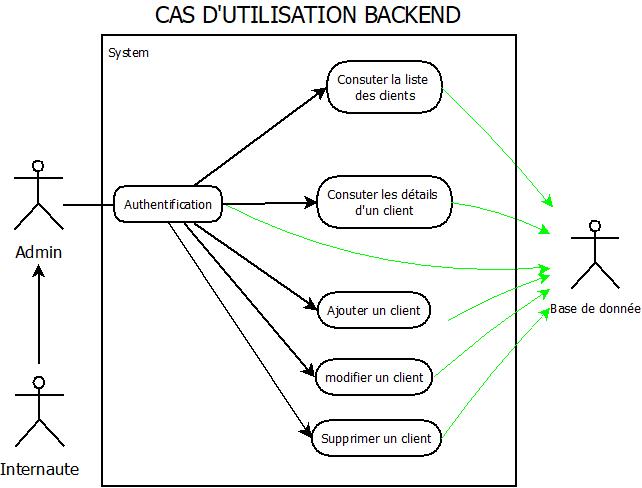 CAS D'UTILISATION BACKEND
System
Consuter la liste
des clients
Authentification
Consuter les détails
d'un client
Admin
Ajouter un client
Base de donnée
modifier un client
Supprimer un client
Internaute